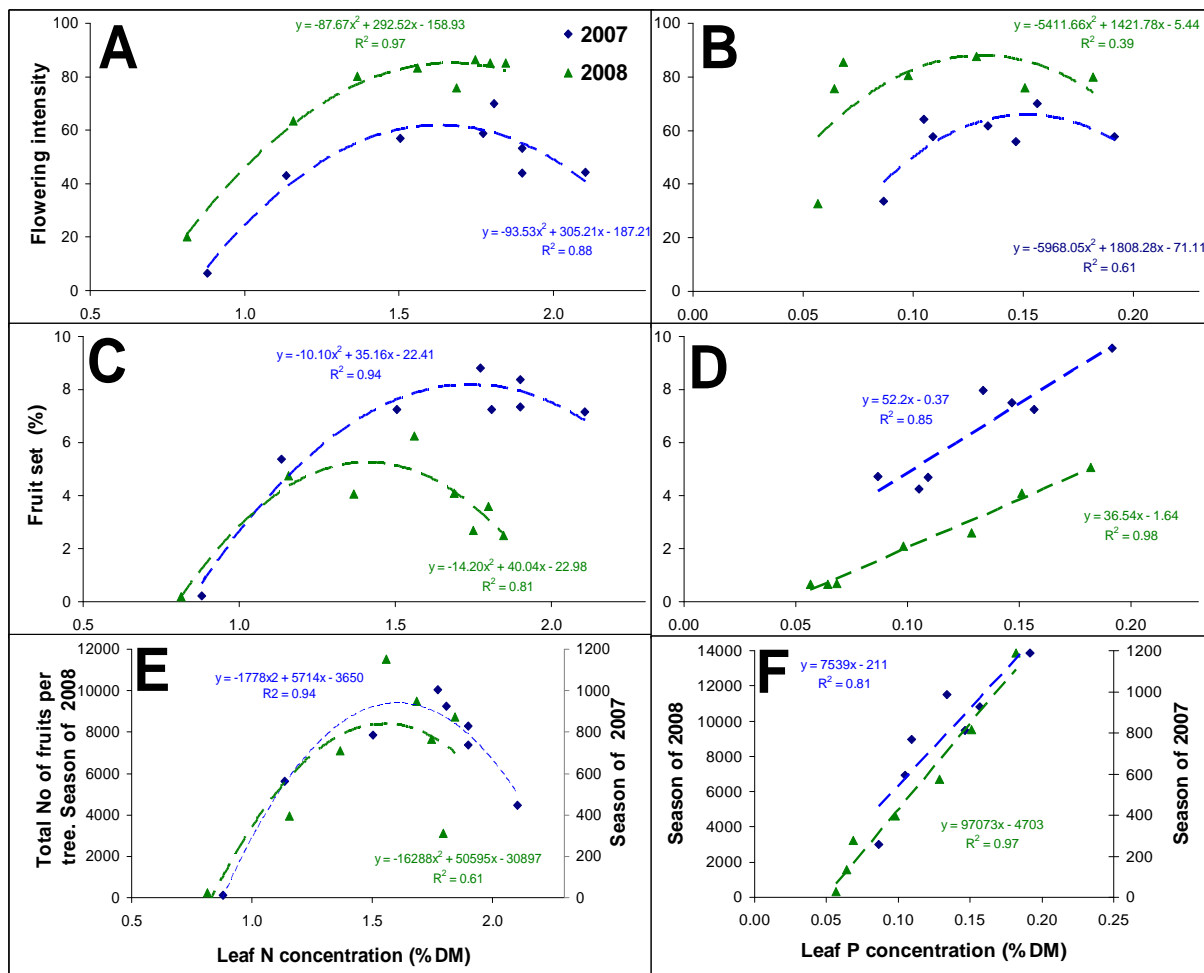 A
y = -87.67x² + 292.52x - 158.93
R² = 0.97
2007
2008
y = -93.53x² + 305.21x - 187.21
R² = 0.88
Flowering intensity
100
80
60
40
20
0
0.5
1.0
1.5
2.0
B
y = -5411.66x² + 1421.78x - 5.44
R² = 0.39
y = -5968.05x² + 1808.28x - 71.11
R² = 0.61
100
80
60
40
20
0
0.00
0.05
0.10
0.15
0.20
C
y = -10.10x² + 35.16x - 22.41
R² = 0.94
y = -14.20x² + 40.04x - 22.98
R² = 0.81
Fruit set (%)
10
8
6
4
2
0
0.5
1.0
1.5
2.0
D
y = 52.2x - 0.37
R² = 0.85
y = 36.54x - 1.64
R² = 0.98
10
8
6
4
2
0
0.00
0.05
0.10
0.15
0.20
E
y = -1778x2 + 5714x - 3650
R2 = 0.94
y = -16288x² + 50595x - 30897
R² = 0.61
Total No of fruits per
tree. Season of 2008
12000
10000
8000
6000
4000
2000
0
1200
1000
800
600
400
200
0
Season of 2007
0.5
1.0
1.5
2.0
Leaf N concentration (% DM)
F
y = 7539x - 211
R² = 0.81
y = 97073x - 4703
R² = 0.97
Season of 2008
14000
12000
10000
8000
6000
4000
2000
0
1200
1000
800
600
400
200
0
Season of 2007
0.00
0.05
0.10
0.15
0.20
0.25
Leaf P concentration (% DM)